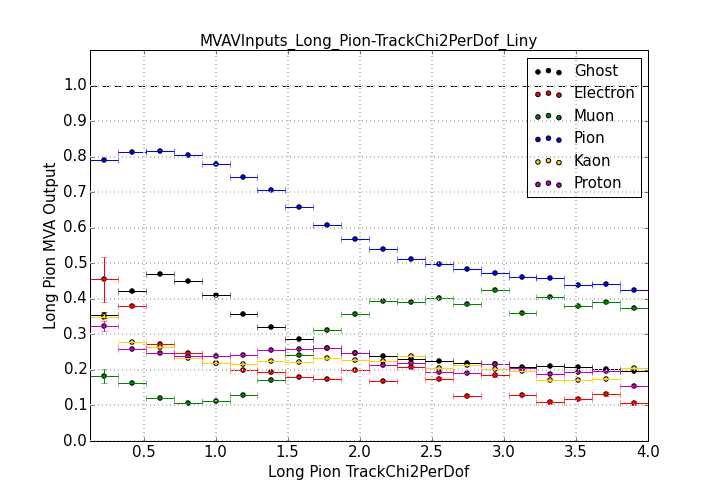 MVAVInputs_Long_Pion-TrackChi2PerDof_Liny
Ghost
Electron
Muon
Pion
Kaon
Proton
Long Pion MVA Output
1.0
0.9
0.8
0.7
0.6
0.5
0.4
0.3
0.2
0.1
0.0
0.5 1.0 1.5 2.0 2.5 3.0 3.5 4.0
Long Pion TrackChi2PerDof